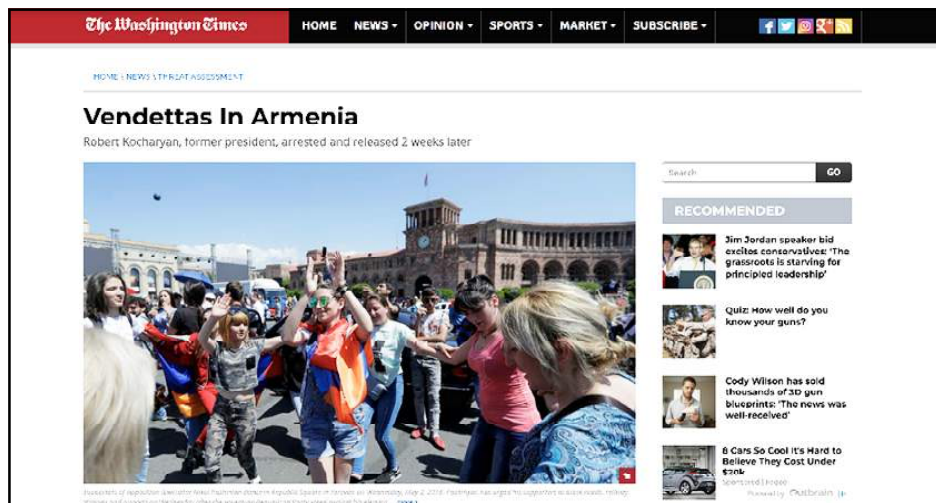 The Washington Times
HOME NEWS OPINION SPORTS MARKET SUBSCRIBE
HOME \ NEWS \ THREAT ASSESSMENT
Vendettas In Armenia
Robert Kocharyan, former president, arrested and released 2 weeks later
Search GO
RECOMMENDED
Jim Jordan speaker bid
excites conservatives: 'The
grassroots is starving for
principled leadership'
Quiz: How well do you
know your guns?
Cody Wilson has sold
thousands of 3D gun
blueprints: 'The news was
well-received'
8 Cars So Cool It's Hard to
Believe They Cost Under
$20k
Sponsored
Powered by Outbrain